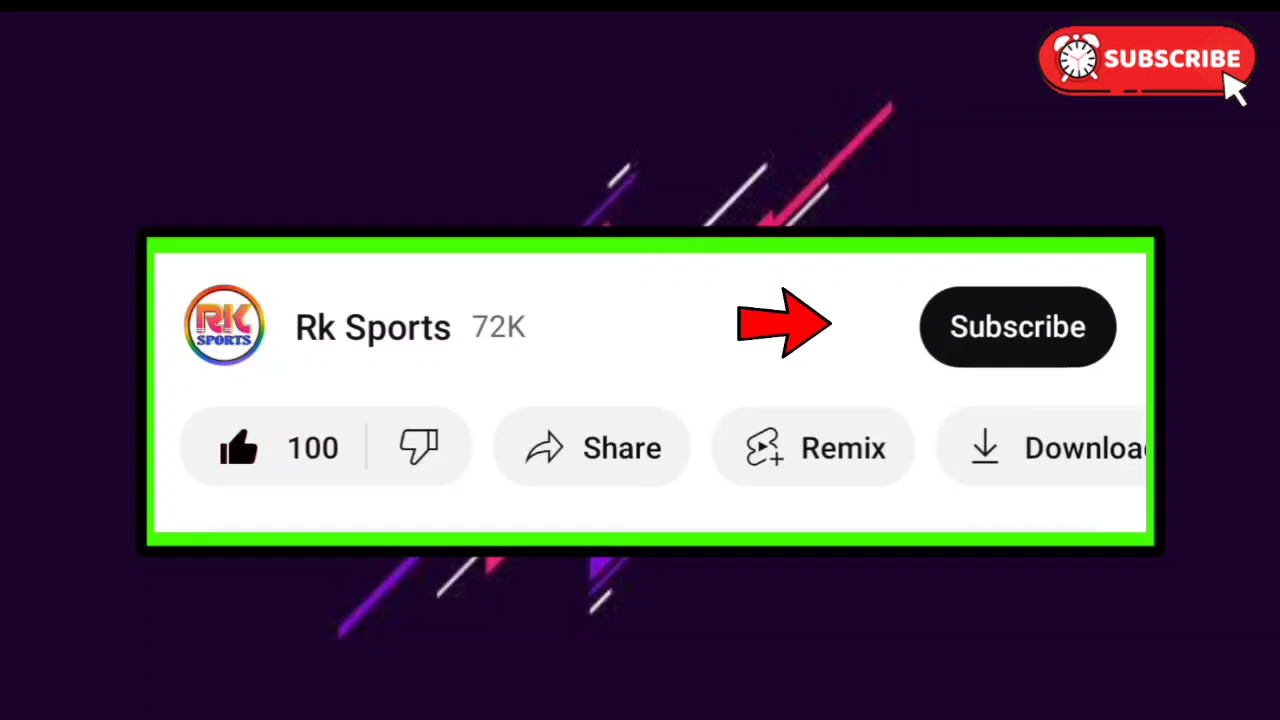 SUBSCRIBE
RK
SPORTS
Rk Sports 72K
Subscribe
100 Share Remix Downloa